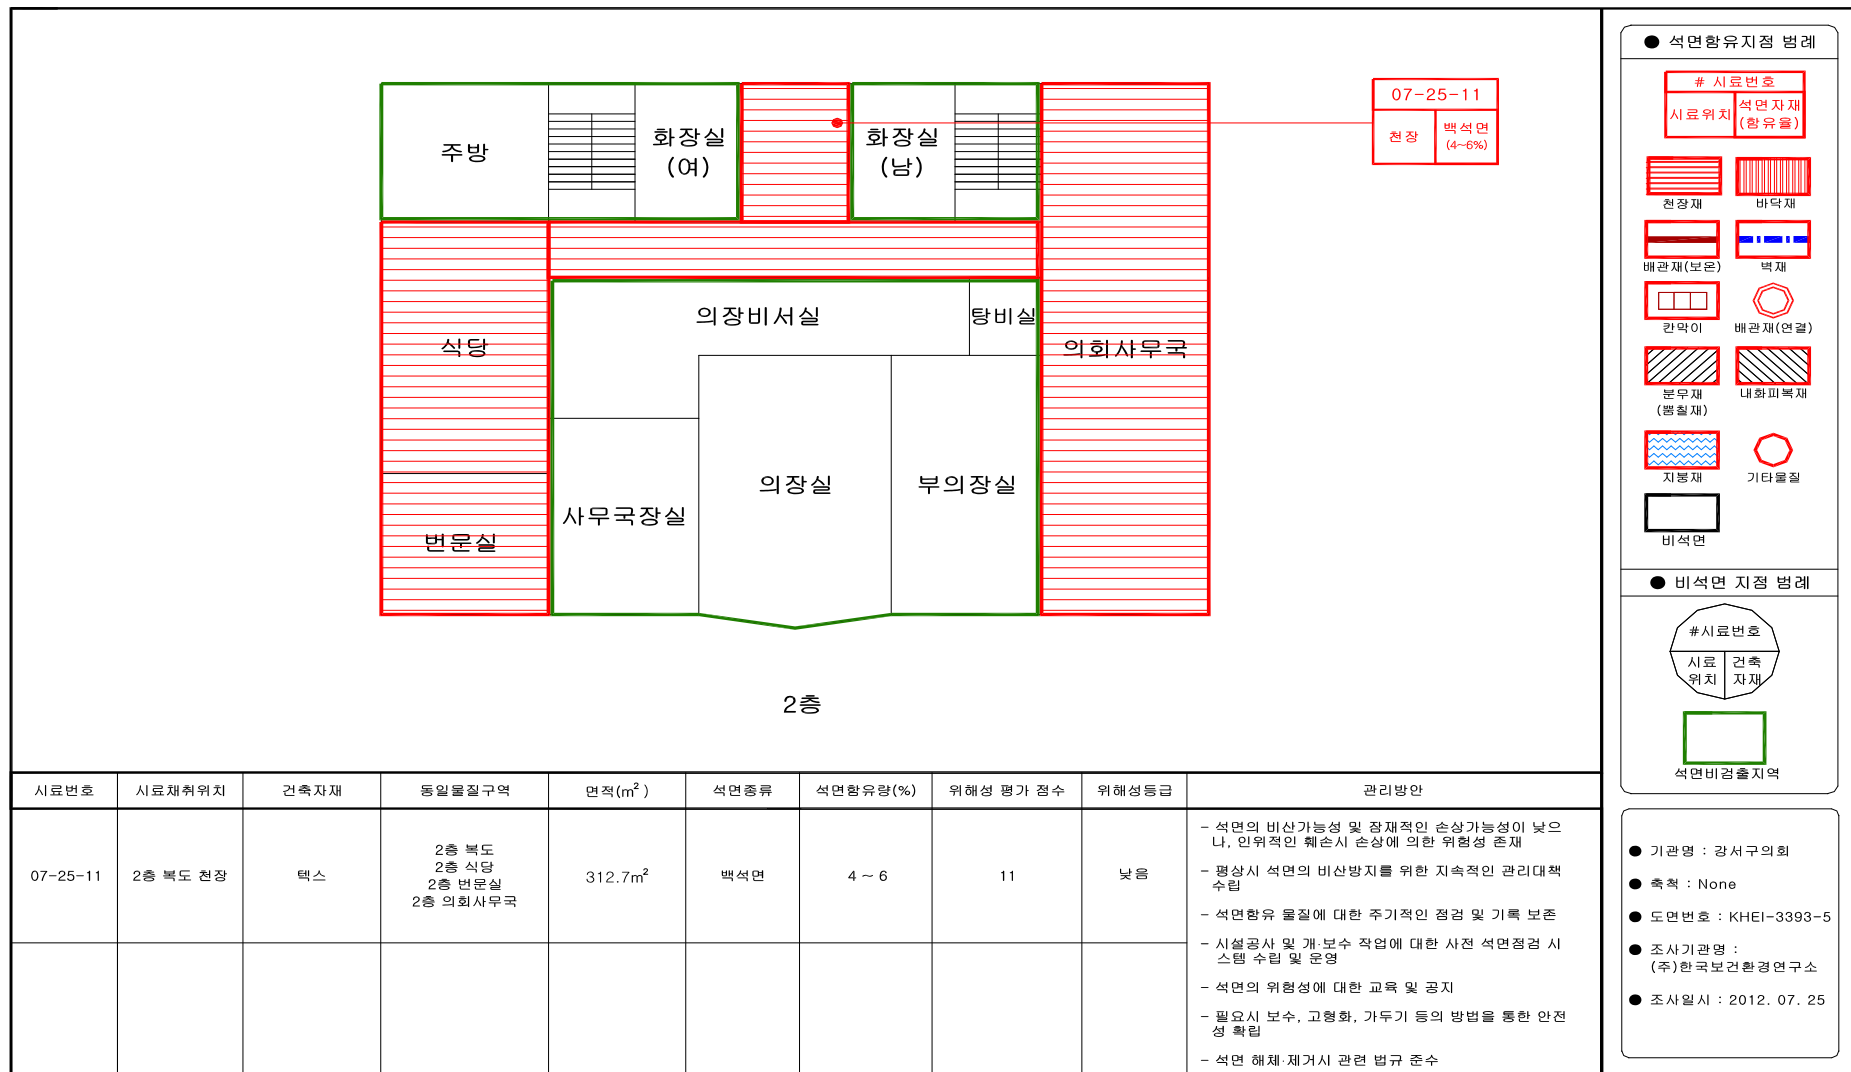 주방
화장실
(여)
화장실
(남)
07-25-11
천장
백석면
(4~6%)
식당
의장비서실
탕비실
의회사무국
번문실
사무국장실
의장실
부의장실
2층
시료번호
시료채취위치
건축자재
동일물질구역
면적(m²)
석면종류
석면함유량(%)
위해성 평가 점수
위해성등급
관리방안
07-25-11
2층 복도 천장
텍스
2층 복도
2층 식당
2층 번문실
2층 의회사무국
312.7m²
백석면
4 ~ 6
11
낮음
- 석면의 비산가능성 및 잠재적인 손상가능성이 낮으
나, 인위적인 훼손시 손상에 의한 위험성 존재
- 평상시 석면의 비산방지를 위한 지속적인 관리대책
수립
- 석면함유 물질에 대한 주기적인 점검 및 기록 보존
- 시설공사 및 개·보수 작업에 대한 사전 석면점검 시
스템 수립 및 운영
- 석면의 위험성에 대한 교육 및 공지
- 필요시 보수, 고형화, 가두기 등의 방법을 통한 안전
성 확립
- 석면 해체·제거시 관련 법규 준수
● 석면함유지점 범례
# 시료번호
시료위치
석면자재
(함유율)
천장재
바닥재
배관재(보온)
벽재
칸막이
배관재(연결)
분무재
(뿜칠재)
내화피복재
지붕재
기타물질
비석면
● 비석면 지점 범례
#시료번호
시료
위치
건축
자재
석면비검출지역
● 기관명 : 강서구의회
● 축척 : None
● 도면번호 : KHEI-3393-5
● 조사기관명 :
(주)한국보건환경연구소
● 조사일시 : 2012. 07. 25